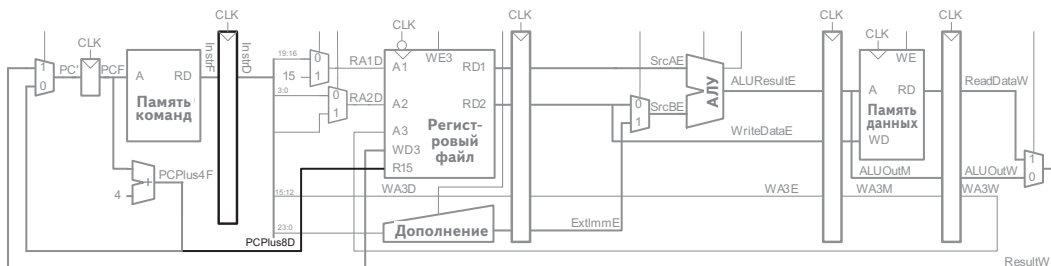 CLK
CLK
CLK
CLK
CLK
CLK
1
0
PC'
PCF
A
RD
Память
команд
InstrF
InstrD
19:16
15
0
1
RA1D
3:0
0
1
RA2D
A1
A2
A3
WD3
R15
WE3
RD1
RD2
Регист-
ровый
файл
0
1
SrcAE
SrcBE
АЛУ
ALUResultE
WriteDataE
WE
A
RD
Память
данных
WD
ReadDataW
ALUOutM
ALUOutW
1
0
+
4
PCPlus4F
15:12
WA3D
WA3E
WA3M
WA3W
23:0
Дополнение
ExtImmE
PCPlus8D
ResultW